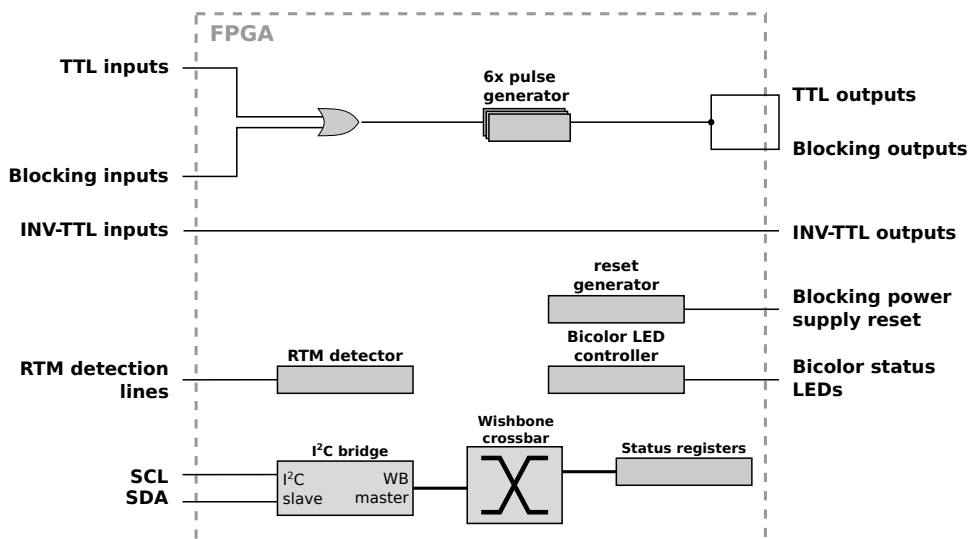 FPGA
TTL inputs
6x pulse
generator
TTL outputs
Blocking outputs
Blocking inputs
INV-TTL inputs
INV-TTL outputs
reset
generator
Blocking power
supply reset
RTM detection
lines
RTM detector
Bicolor LED
controller
Bicolor status
LEDs
Wishbone
crossbar
I²C bridge
Status registers
SCL
SDA
I²C
slave
WB
master